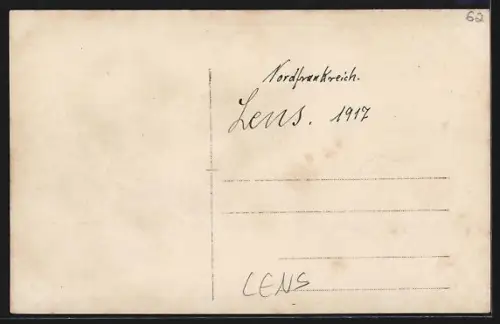 62
Nordfrankreich.
Lens. 1917
LENS